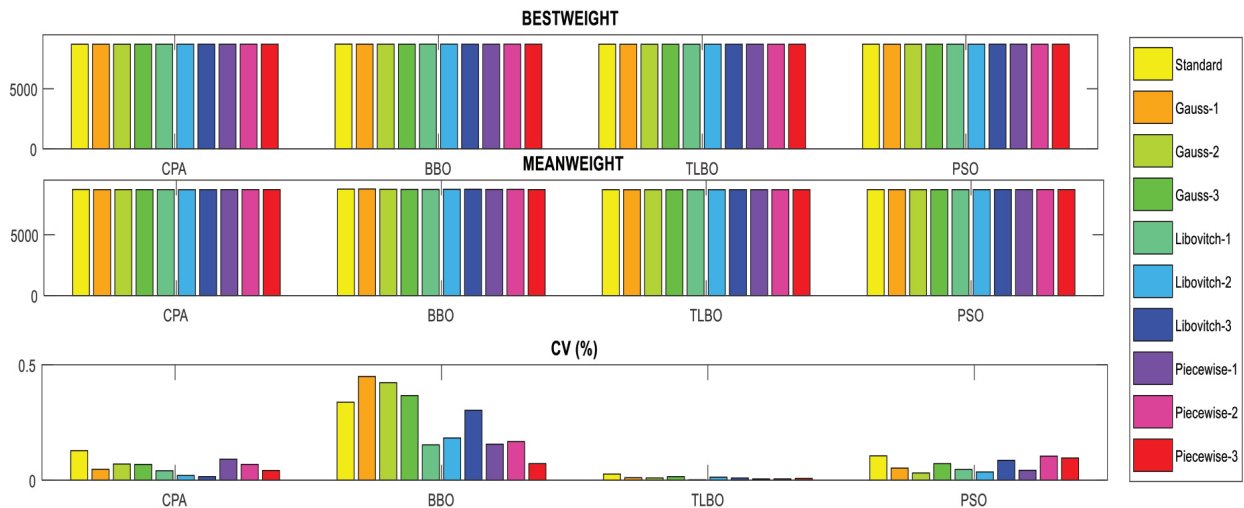 BESTWEIGHT
5000
0
CPA BBO TLBO PSO
MEANWEIGHT
5000
0
CPA BBO TLBO PSO
CV (%)
0.5
0
CPA BBO TLBO PSO
Standard
Gauss-1
Gauss-2
Gauss-3
Libovitch-1
Libovitch-2
Libovitch-3
Piecewise-1
Piecewise-2
Piecewise-3